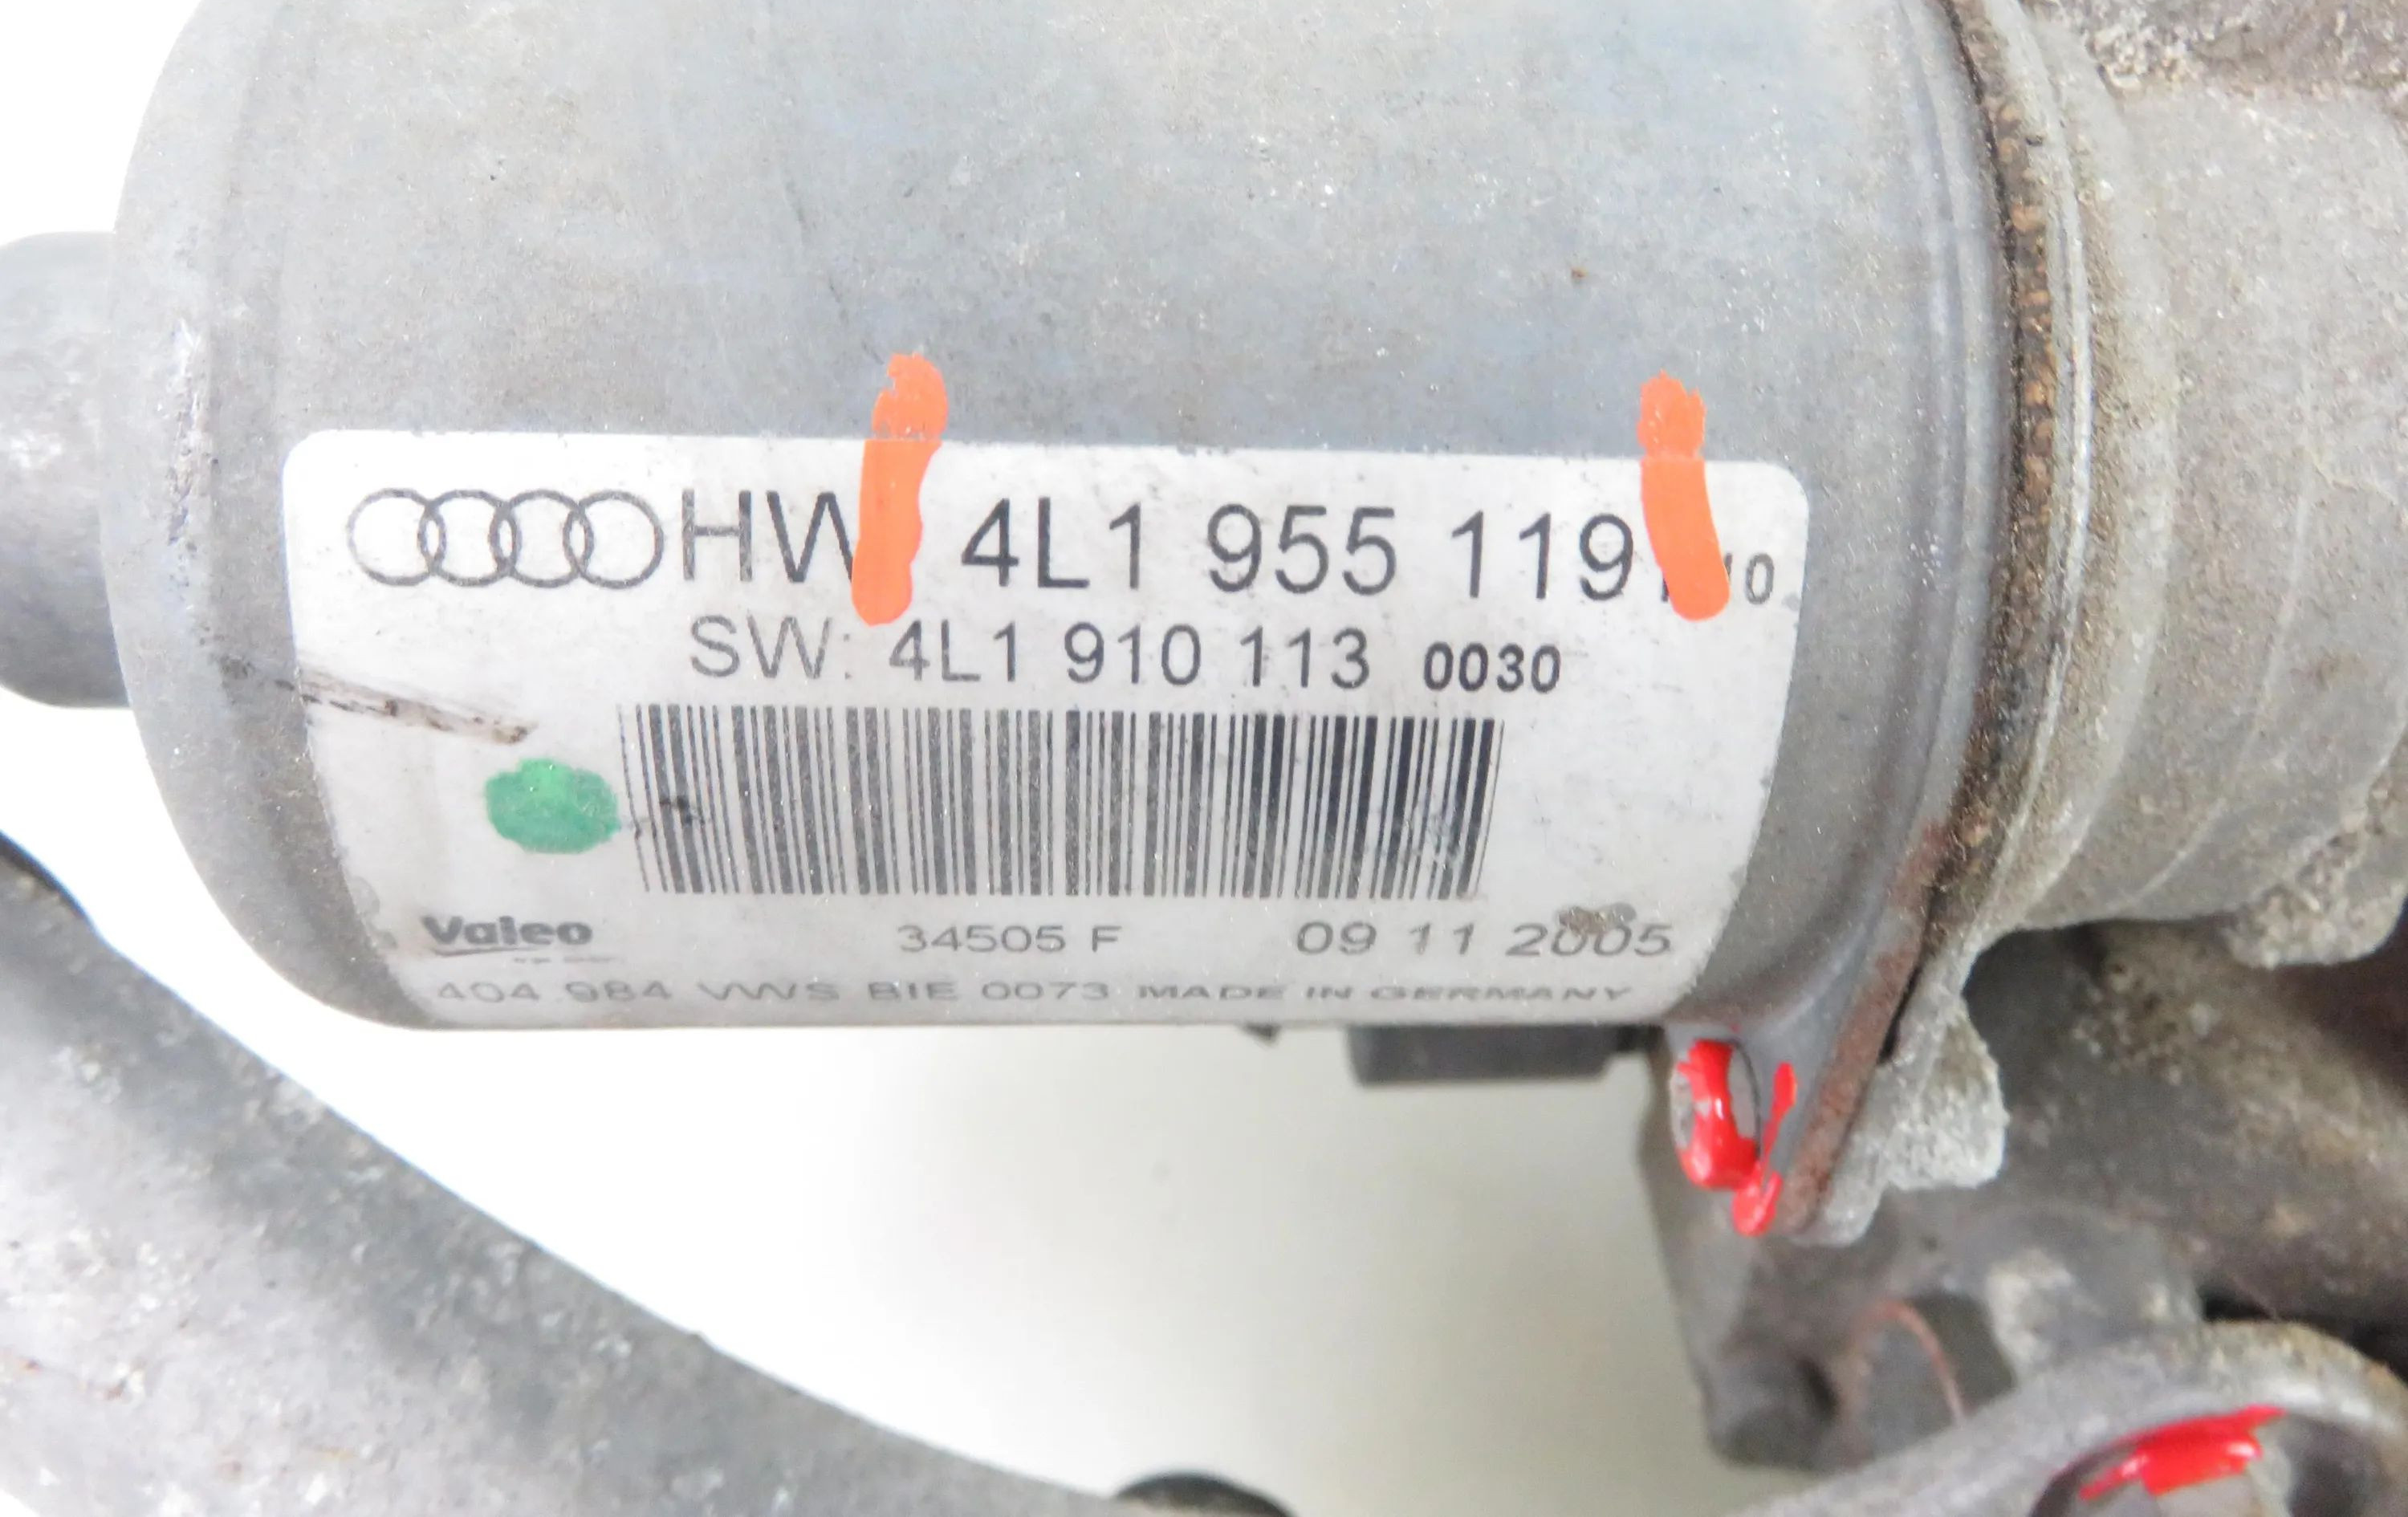 HW 4L1 955 119
SW: 4L1 910 113 0030
Valeo 34505 F 09 11 2005
404 984 VWS BIE 0073 MADE IN GERMANY